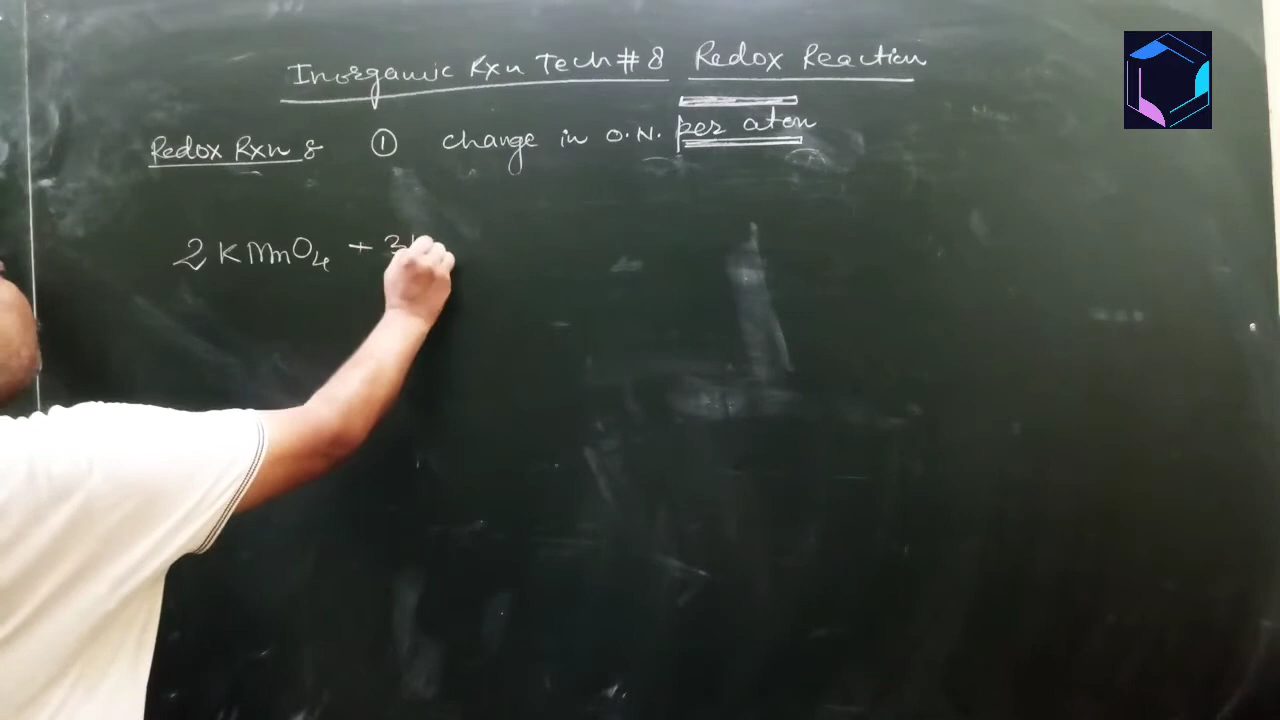 Inorganic Rxn Tech # 8 Redox Reaction
Redox Rxn 8 ① change in O.N. per atom
2 KMnO₄ + 3